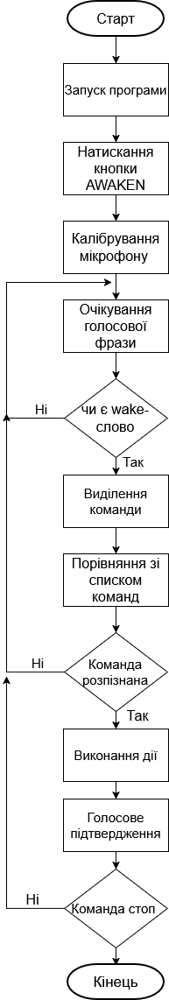 Старт
Запуск програми
Натискання
кнопки
AWAKEN
Калібрування
мікрофону
Очікування
голосової
фрази
чи є wake-
слово
Ні
Так
Виділення
команди
Порівняння зі
списком
команд
Ні
Команда
розпізнана
Так
Виконання дії
Голосове
підтвердження
Ні
Команда стоп
Кінець